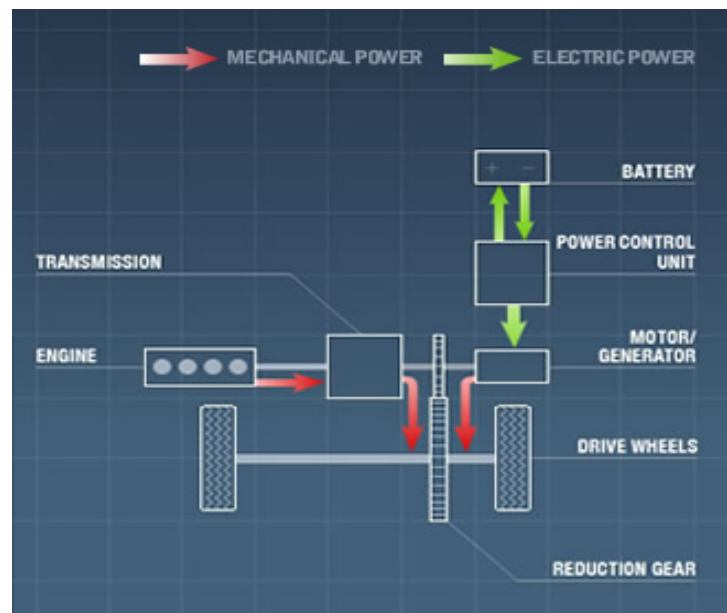 MECHANICAL POWER
ELECTRIC POWER
+ −
BATTERY
POWER CONTROL
UNIT
TRANSMISSION
MOTOR/
GENERATOR
ENGINE
DRIVE WHEELS
REDUCTION GEAR